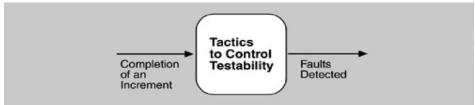 Completion
of an
Increment
Tactics
to Control
Testability
Faults
Detected